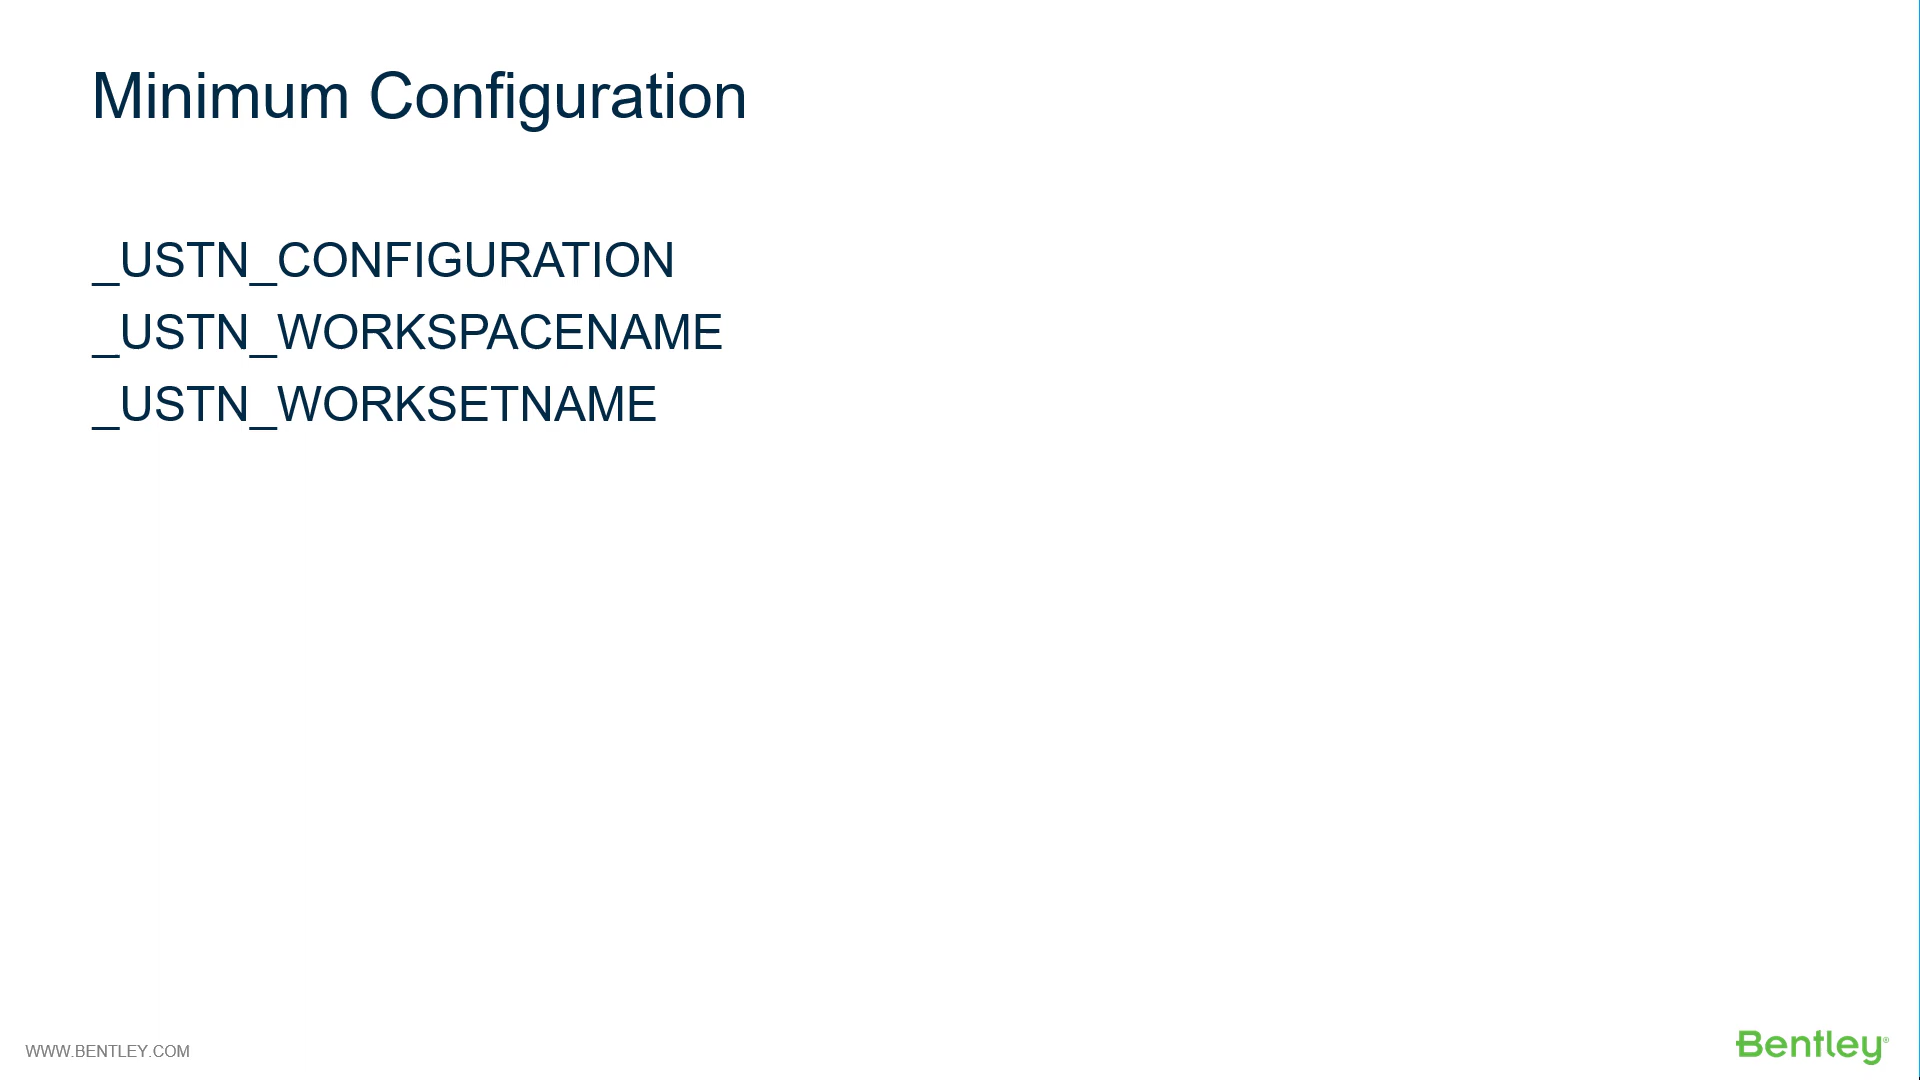 Minimum Configuration
_USTN_CONFIGURATION
_USTN_WORKSPACENAME
_USTN_WORKSETNAME
WWW.BENTLEY.COM
Bentley®